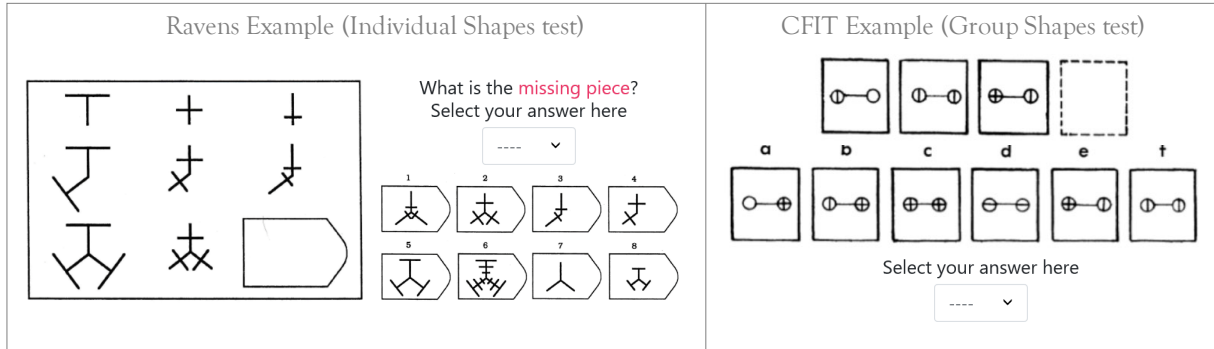 Ravens Example (Individual Shapes test)
What is the missing piece?
Select your answer here
----
1 2 3 4
5 6 7 8
CFIT Example (Group Shapes test)
a b c d e f
Select your answer here
----